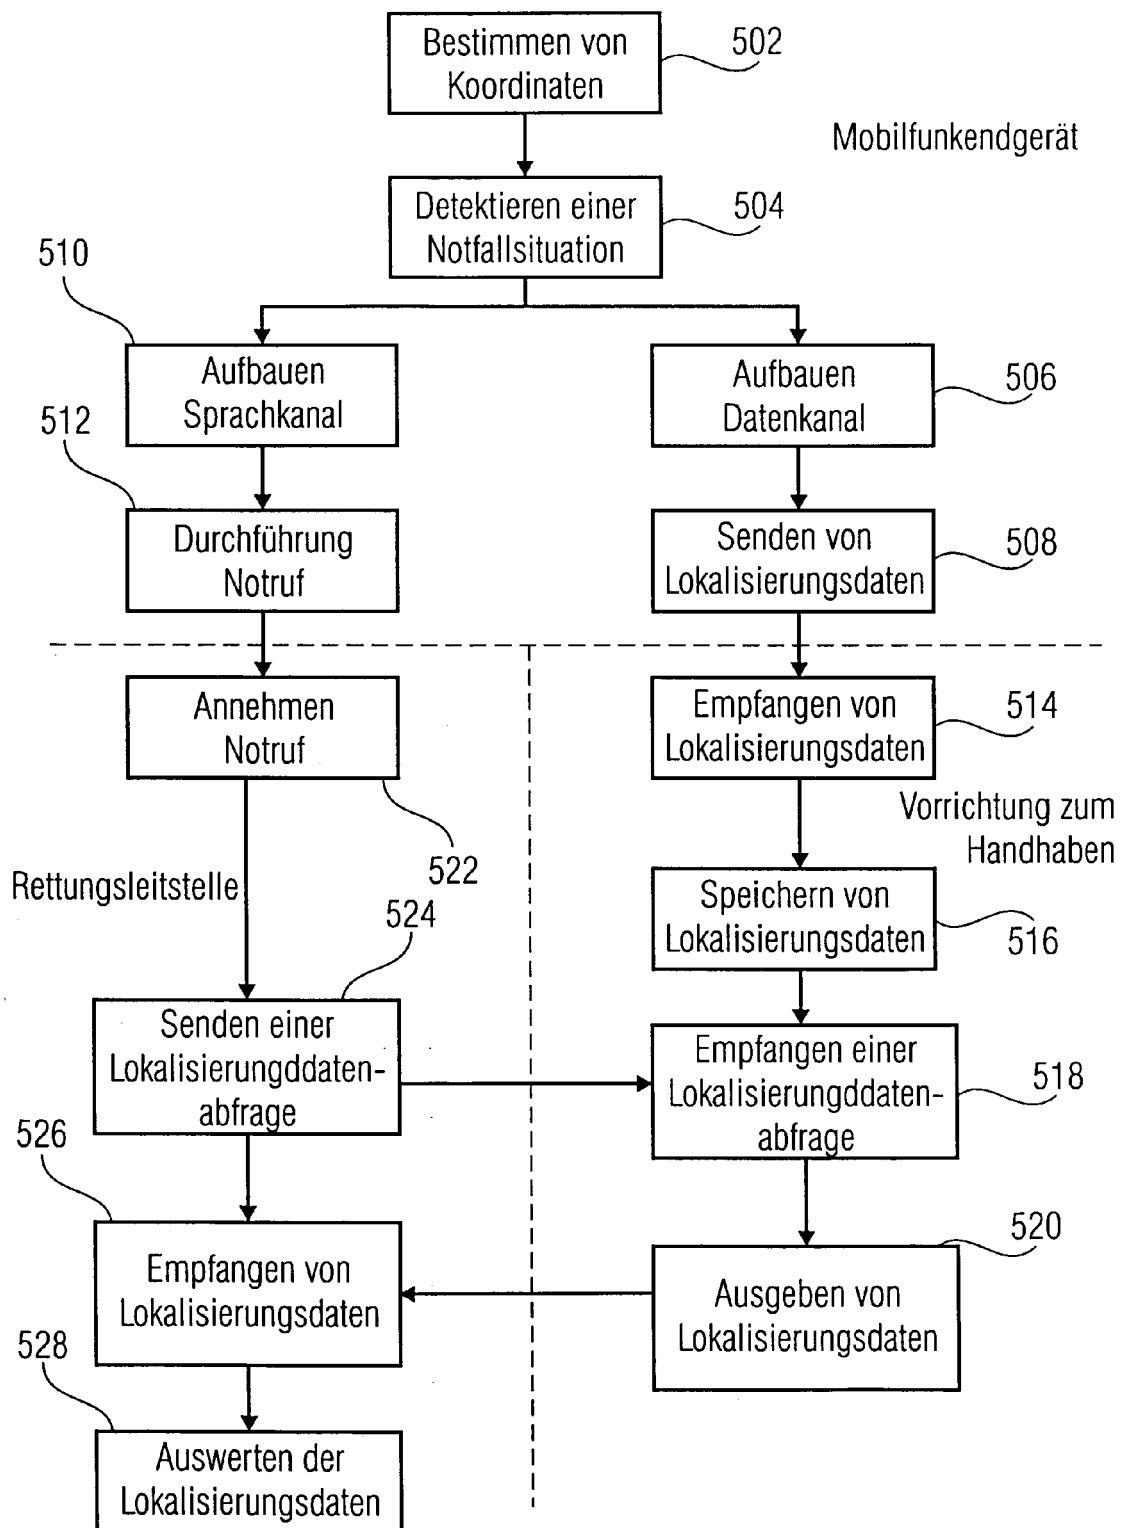 Bestimmen von
Koordinaten
502
Mobilfunkendgerät
Detektieren einer
Notfallsituation
504
510
Aufbauen
Sprachkanal
Aufbauen
Datenkanal
506
512
Durchführung
Notruf
Senden von
Lokalisierungsdaten
508
Annehmen
Notruf
522
Empfangen von
Lokalisierungsdaten
514
Vorrichtung zum
Handhaben
Rettungsleitstelle
Speichern von
Lokalisierungsdaten
516
524
Senden einer
Lokalisierungddaten-
abfrage
Empfangen einer
Lokalisierungddaten-
abfrage
518
526
Empfangen von
Lokalisierungsdaten
520
Ausgeben von
Lokalisierungsdaten
528
Auswerten der
Lokalisierungsdaten